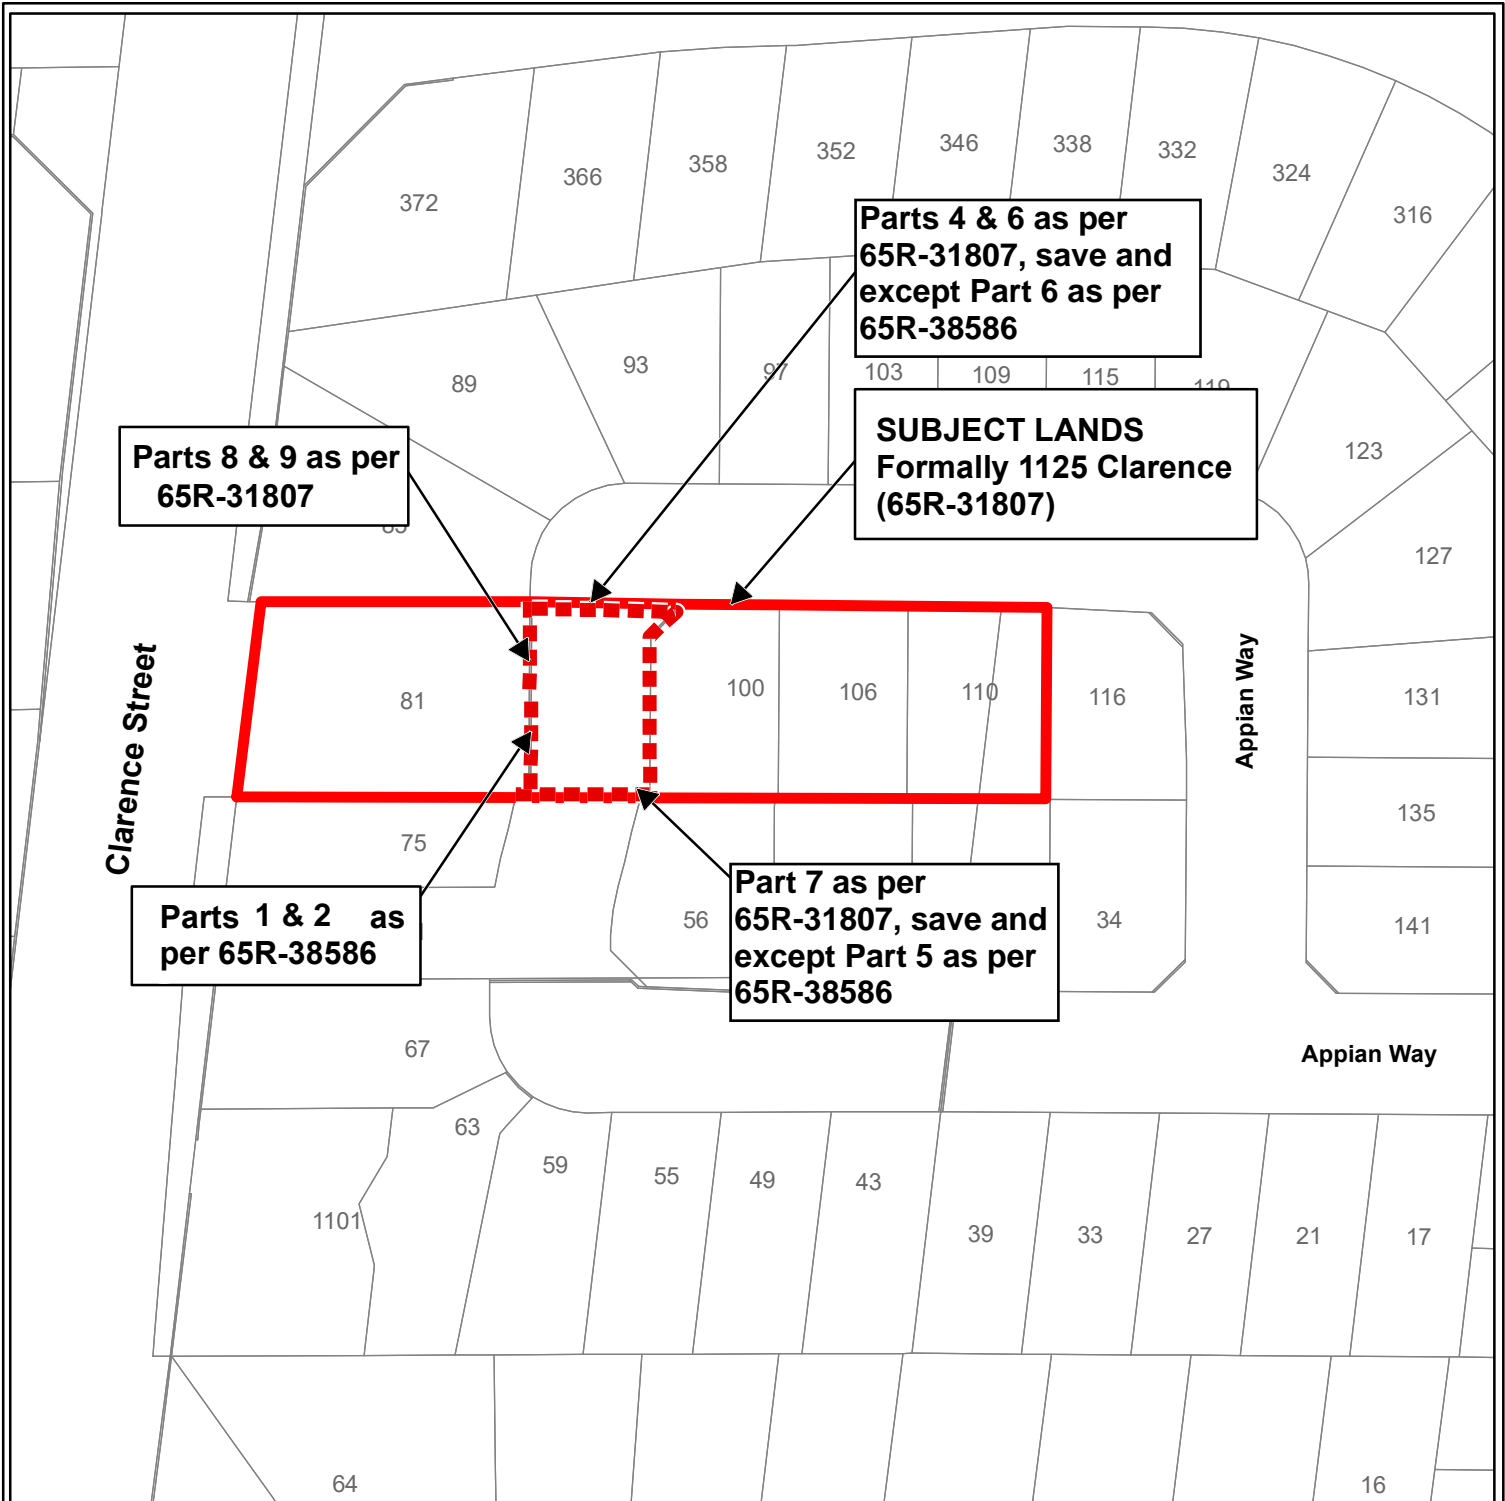 346
338
332
352
358
366
324
372
316
Parts 4 & 6 as per
65R-31807, save and
except Part 6 as per
65R-38586
93
97
103
109
115
119
89
SUBJECT LANDS
Formally 1125 Clarence
(65R-31807)
123
Parts 8 & 9 as per
65R-31807
127
Clarence Street
81
100
106
110
116
Appian Way
131
135
75
Parts 1 & 2 as
per 65R-38586
56
Part 7 as per
65R-31807, save and
except Part 5 as per
65R-38586
34
141
67
Appian Way
63
59
55
49
43
1101
39
33
27
21
17
64
16